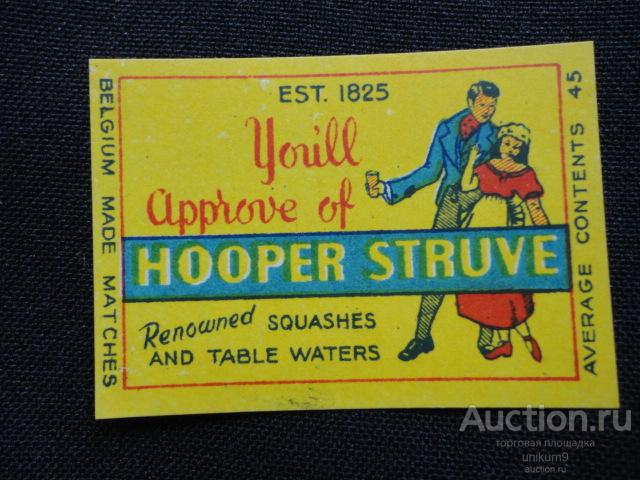 EST. 1825
You'll
approve of
HOOPER STRUVE
Renowned SQUASHES
AND TABLE WATERS
BELGIUM MADE MATCHES
AVERAGE CONTENTS 45
Auction.ru
торговая площадка
unikum9
auction.ru